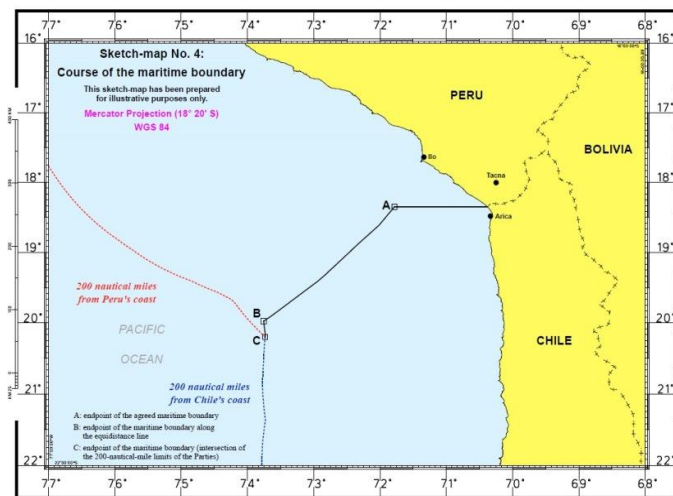 77° 76° 75° 74° 73° 72° 71° 70° 69° 68°
Sketch-map No. 4:
Course of the maritime boundary
This sketch-map has been prepared
for illustrative purposes only.
Mercator Projection (18° 20' S)
WGS 84
PERU
BOLIVIA
Ilo
Tacna
A
Arica
200 nautical miles
from Peru's coast
B
C
PACIFIC
OCEAN
CHILE
200 nautical miles
from Chile's coast
A: endpoint of the agreed maritime boundary
B: endpoint of the maritime boundary along
the equidistance line
C: endpoint of the maritime boundary (intersection of
the 200-nautical-mile limits of the Parties)
16° 16°
17° 17°
18° 18°
19° 19°
20° 20°
21° 21°
22° 22°
77° 76° 75° 74° 73° 72° 71° 70° 69° 68°